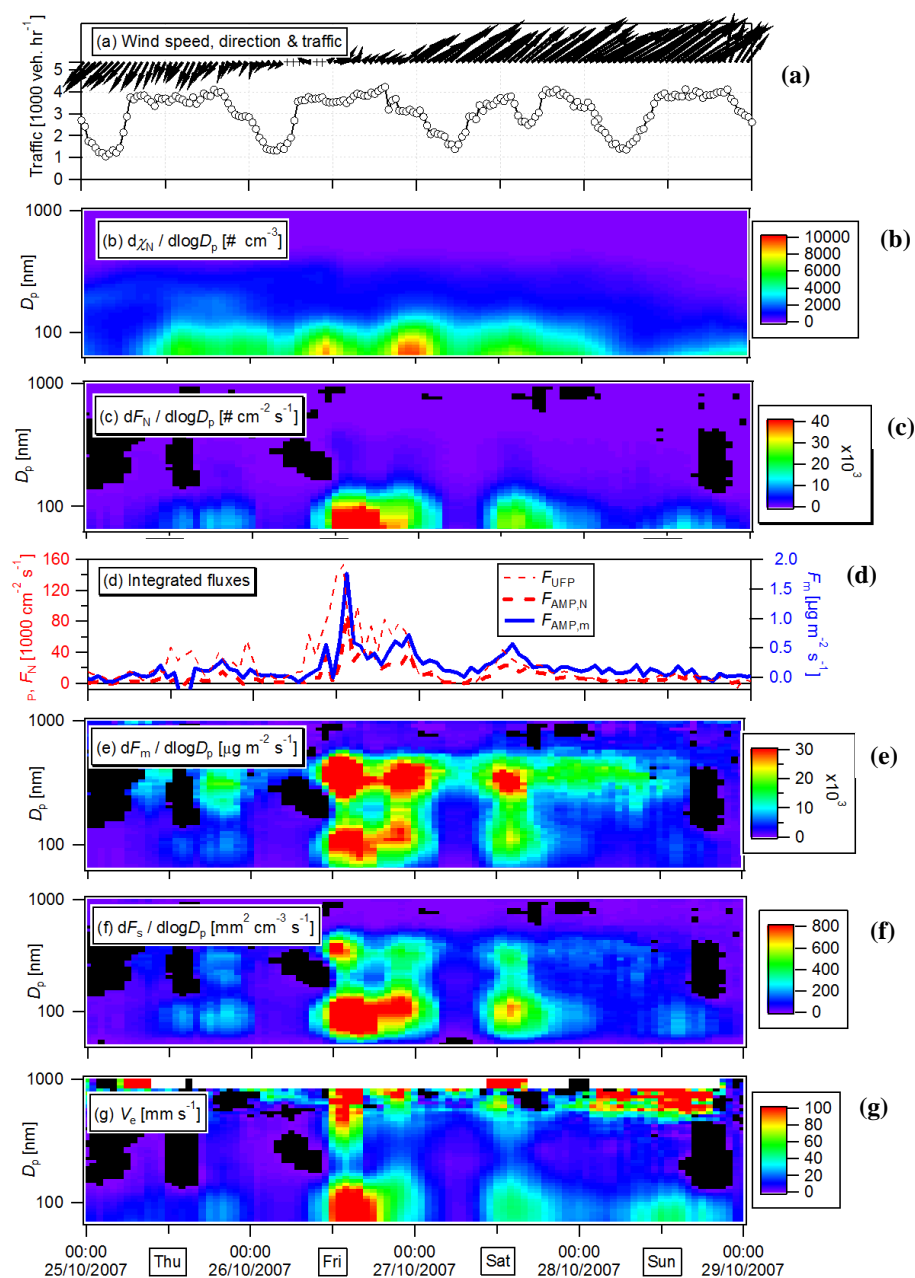 (a) Wind speed, direction & traffic
(a)
Traffic [1000 veh. hr⁻¹]
5
4
3
2
1
0
(b) dχN / dlogDp [# cm⁻³]
(b)
Dp [nm]
1000
100
10000
8000
6000
4000
2000
0
(c) dFN / dlogDp [# cm⁻² s⁻¹]
(c)
Dp [nm]
1000
100
40
30
20
10
0
x10³
(d) Integrated fluxes
(d)
P, FN [1000 cm⁻² s⁻¹]
160
120
80
40
0
FUFP
FAMP,N
FAMP,m
2.0
1.5
1.0
0.5
0.0
Fm [µg m⁻² s⁻¹]
(e) dFm / dlogDp [µg m⁻² s⁻¹]
(e)
Dp [nm]
1000
100
30
20
10
0
x10³
(f) dFs / dlogDp [mm² cm⁻³ s⁻¹]
(f)
Dp [nm]
1000
100
800
600
400
200
0
(g) Ve [mm s⁻¹]
(g)
Dp [nm]
1000
100
100
80
60
40
20
0
00:00 00:00 00:00 00:00 00:00
25/10/2007 Thu 26/10/2007 Fri 27/10/2007 Sat 28/10/2007 Sun 29/10/2007